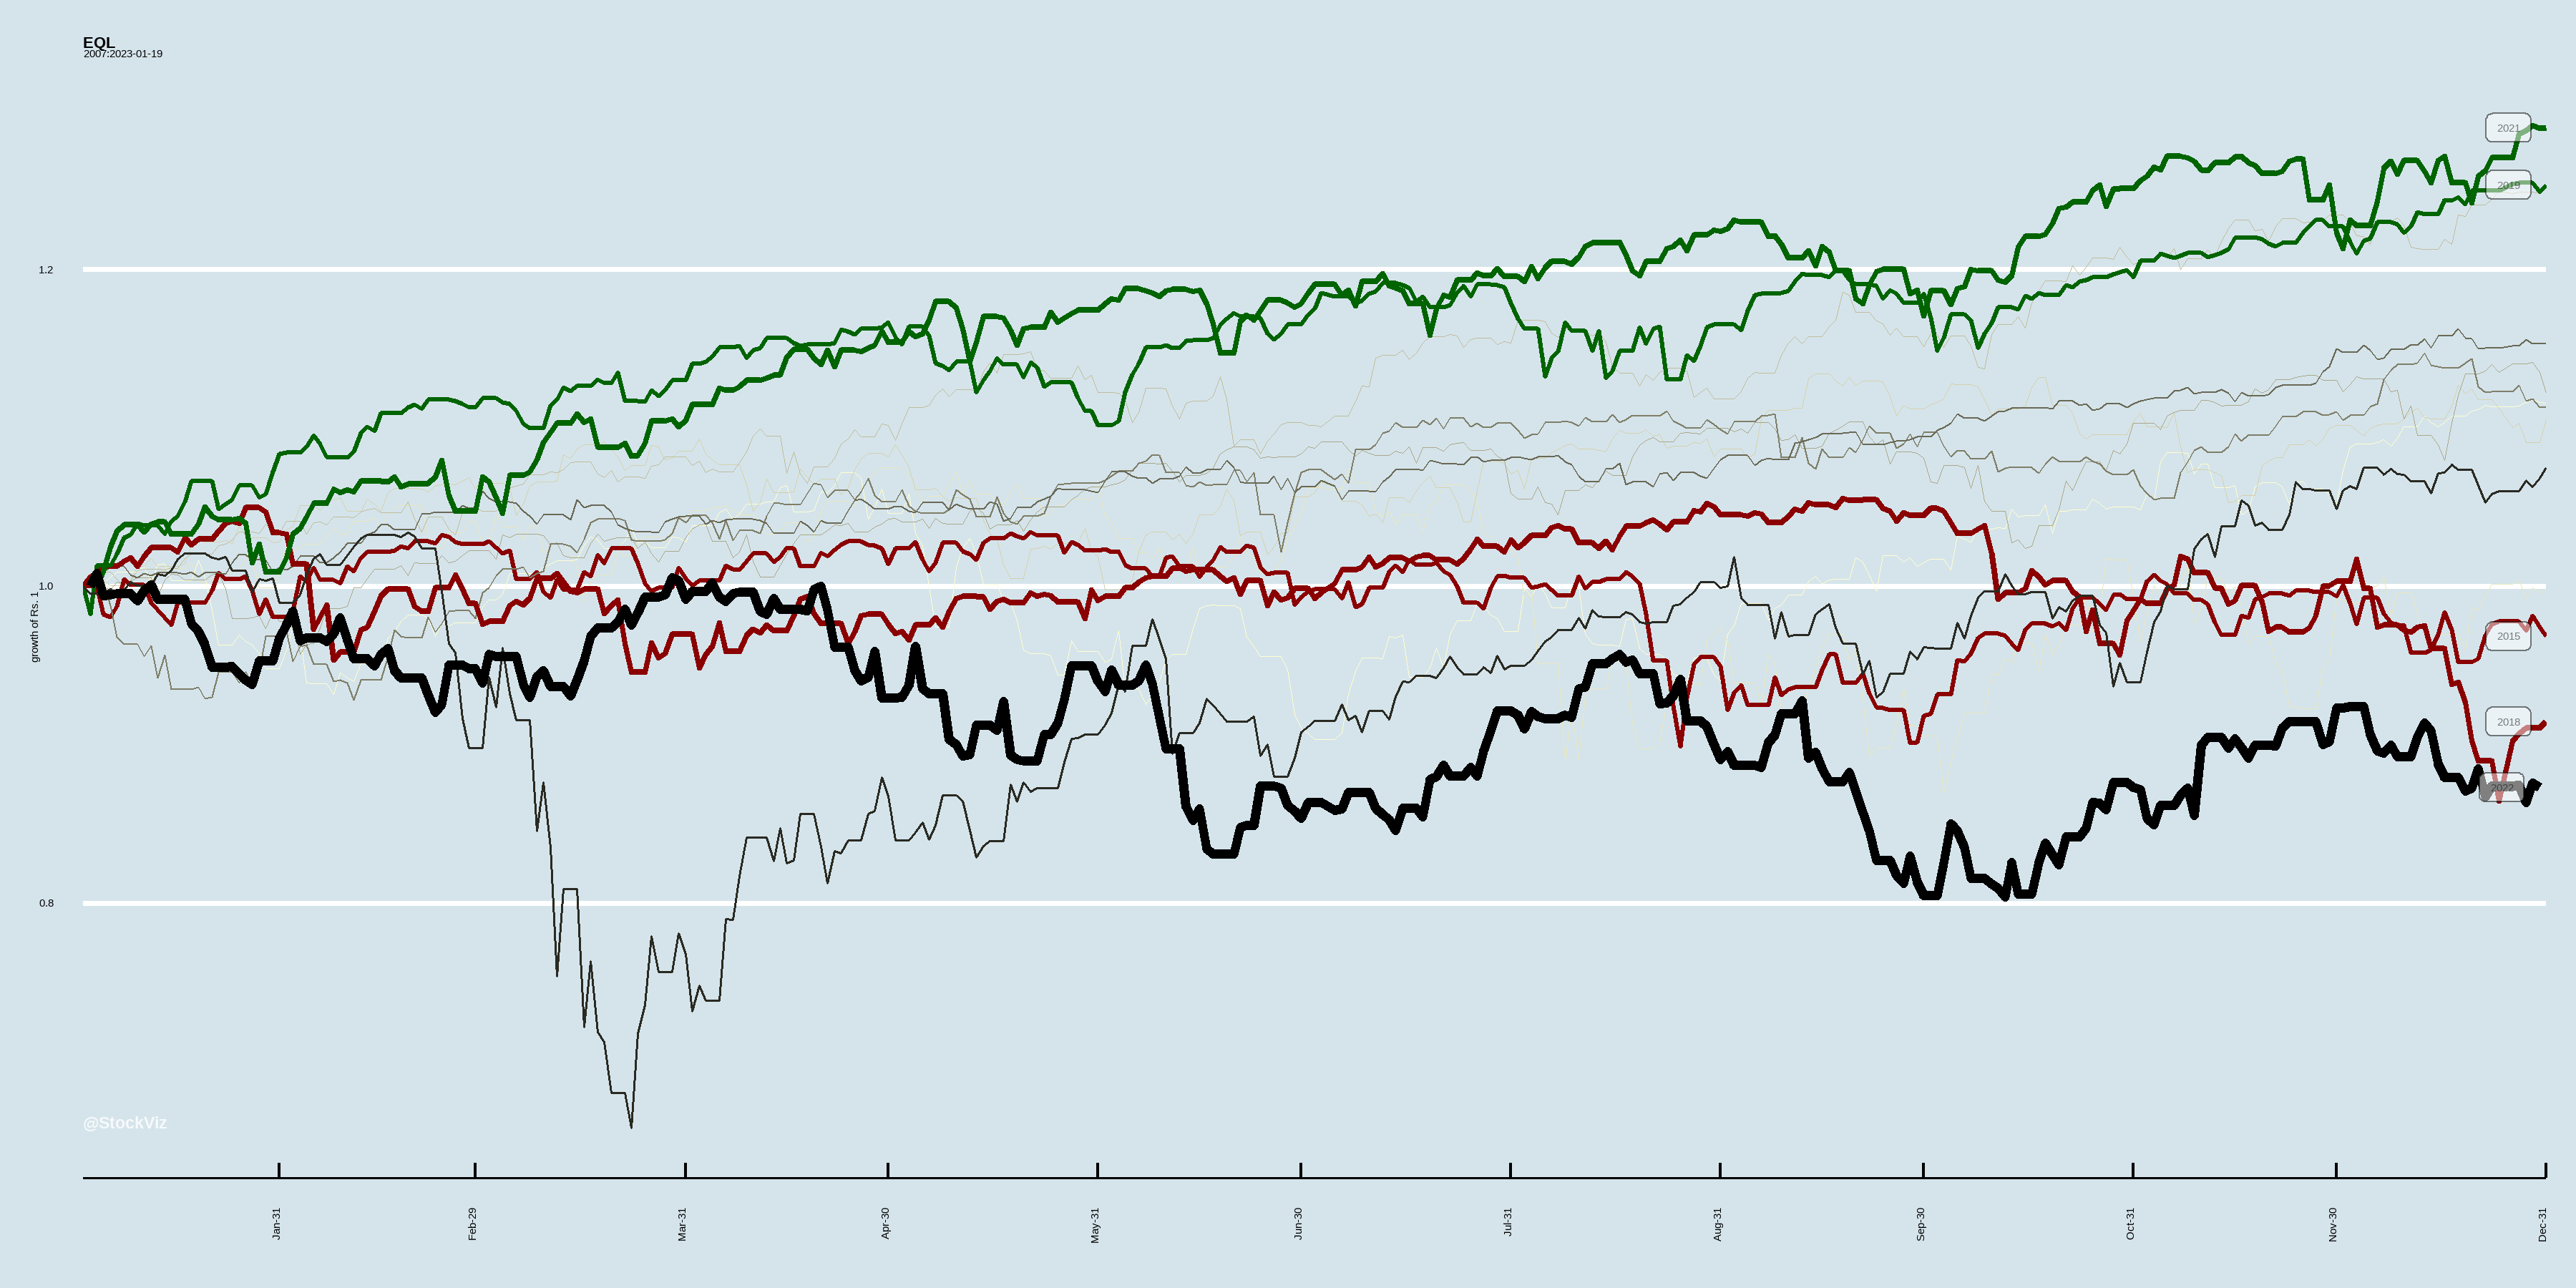 EQL
2007:2023-01-19
2021
2019
1.2
1.0
growth of Rs. 1
2015
2018
2022
0.8
@StockViz
Jan-31
Feb-29
Mar-31
Apr-30
May-31
Jun-30
Jul-31
Aug-31
Sep-30
Oct-31
Nov-30
Dec-31